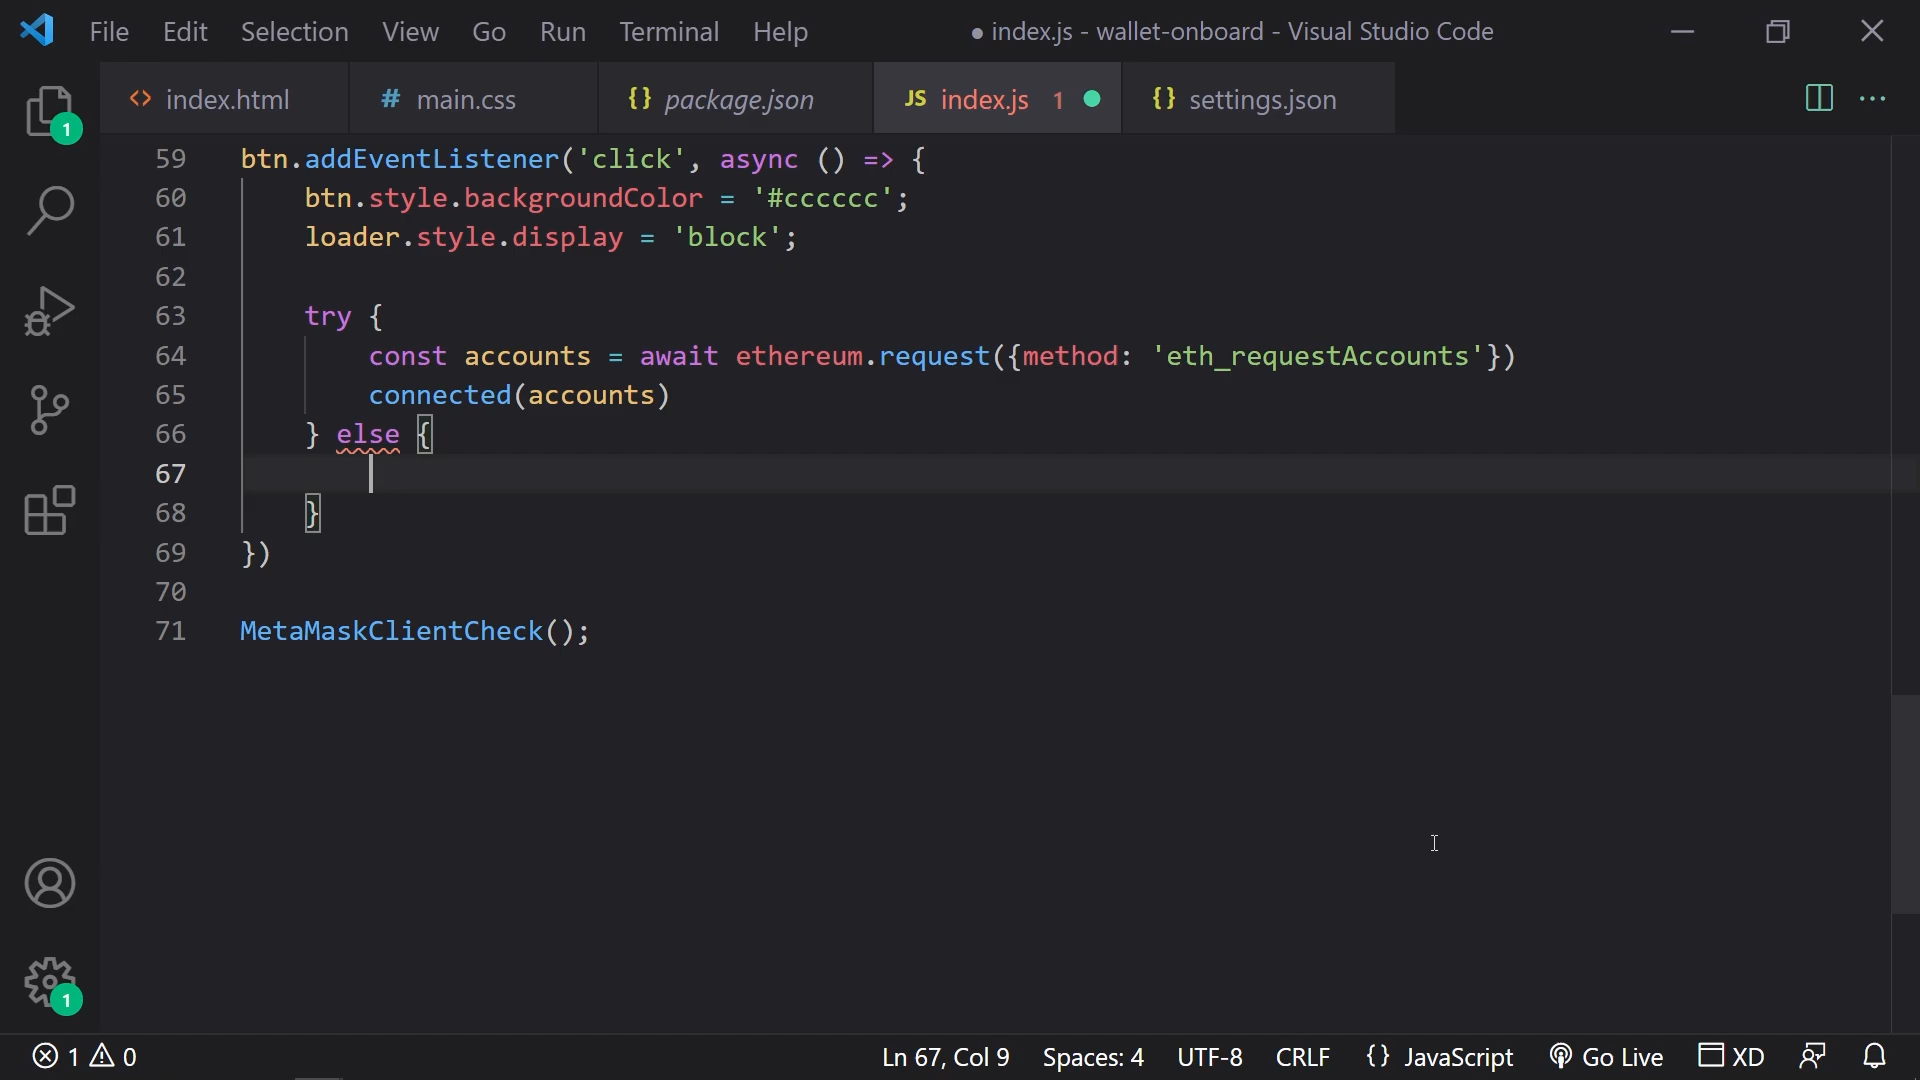 File Edit Selection View Go Run Terminal Help ● index.js - wallet-onboard - Visual Studio Code
<> index.html # main.css {} package.json JS index.js 1 {} settings.json ...
1
59 btn.addEventListener('click', async () => {
60 btn.style.backgroundColor = '#cccccc';
61 loader.style.display = 'block';
62
63 try {
64 const accounts = await ethereum.request({method: 'eth_requestAccounts'})
65 connected(accounts)
66 } else {
67
68 }
69 })
70
71 MetaMaskClientCheck();
1
1 0 Ln 67, Col 9 Spaces: 4 UTF-8 CRLF {} JavaScript Go Live XD